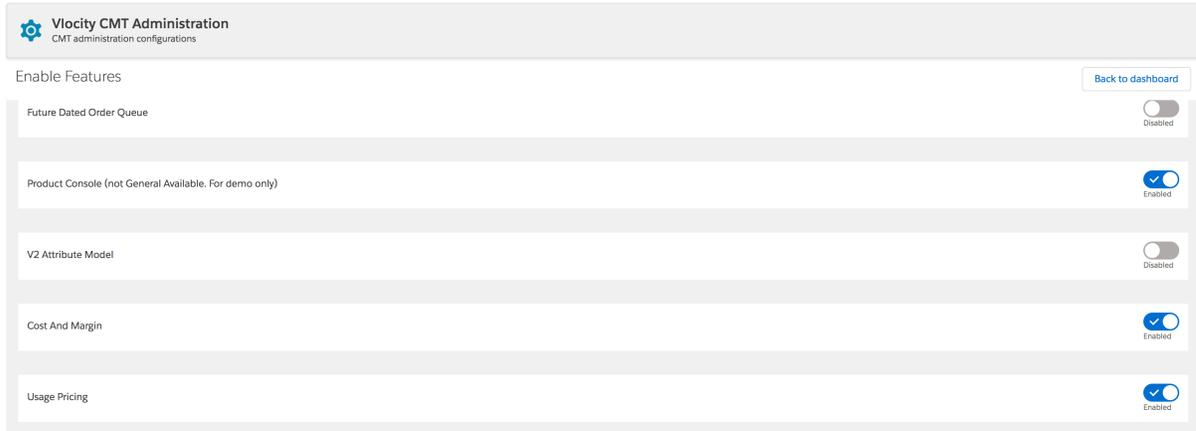 Vlocity CMT Administration
CMT administration configurations
Enable Features
Back to dashboard
Future Dated Order Queue
Disabled
Product Console (not General Available. For demo only)
Enabled
V2 Attribute Model
Disabled
Cost And Margin
Enabled
Usage Pricing
Enabled